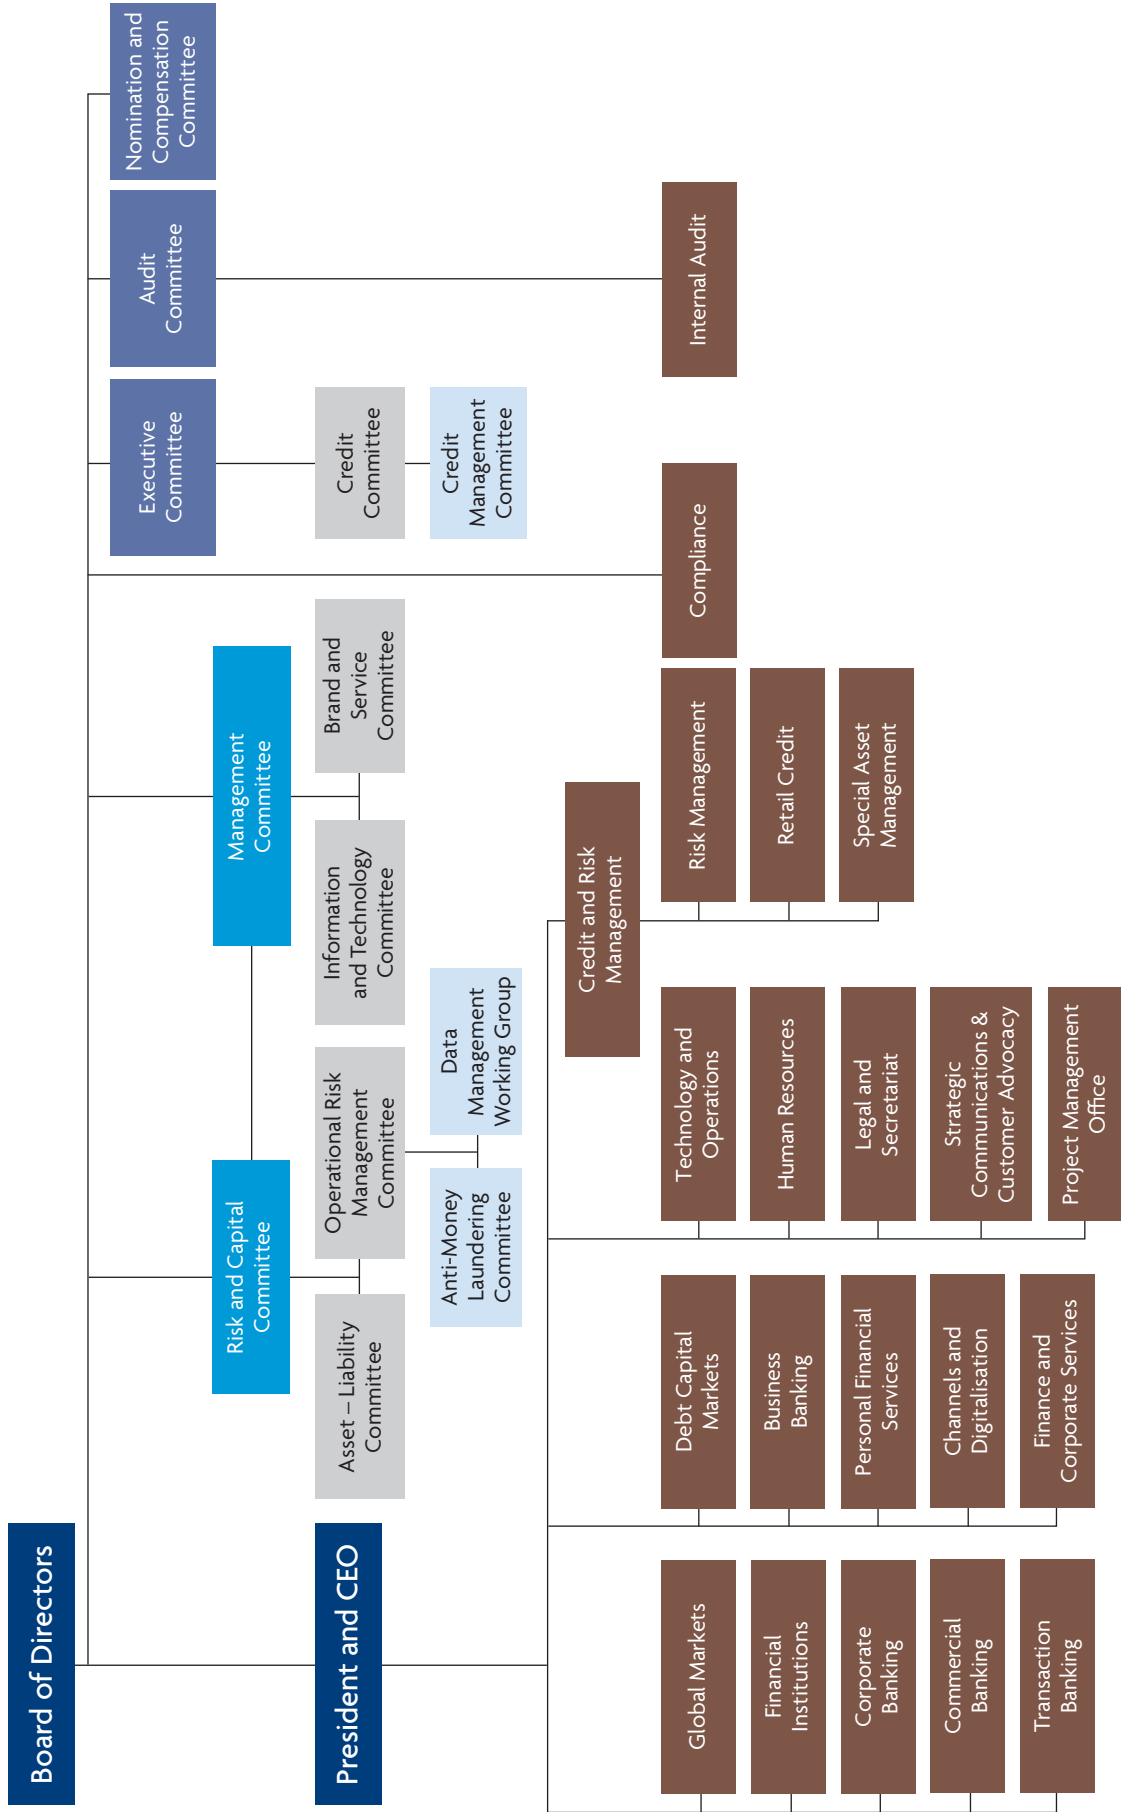 Board of Directors
Nomination and
Compensation
Committee
Audit
Committee
Executive
Committee
Management
Committee
Risk and Capital
Committee
President and CEO
Asset – Liability
Committee
Operational Risk
Management
Committee
Information
and Technology
Committee
Brand and
Service
Committee
Credit
Committee
Anti-Money
Laundering
Committee
Data
Management
Working Group
Credit
Management
Committee
Credit and Risk
Management
Global Markets
Financial
Institutions
Corporate
Banking
Commercial
Banking
Transaction
Banking
Debt Capital
Markets
Business
Banking
Personal Financial
Services
Channels and
Digitalisation
Finance and
Corporate Services
Technology and
Operations
Human Resources
Legal and
Secretariat
Strategic
Communications &
Customer Advocacy
Project Management
Office
Risk Management
Retail Credit
Special Asset
Management
Compliance
Internal Audit